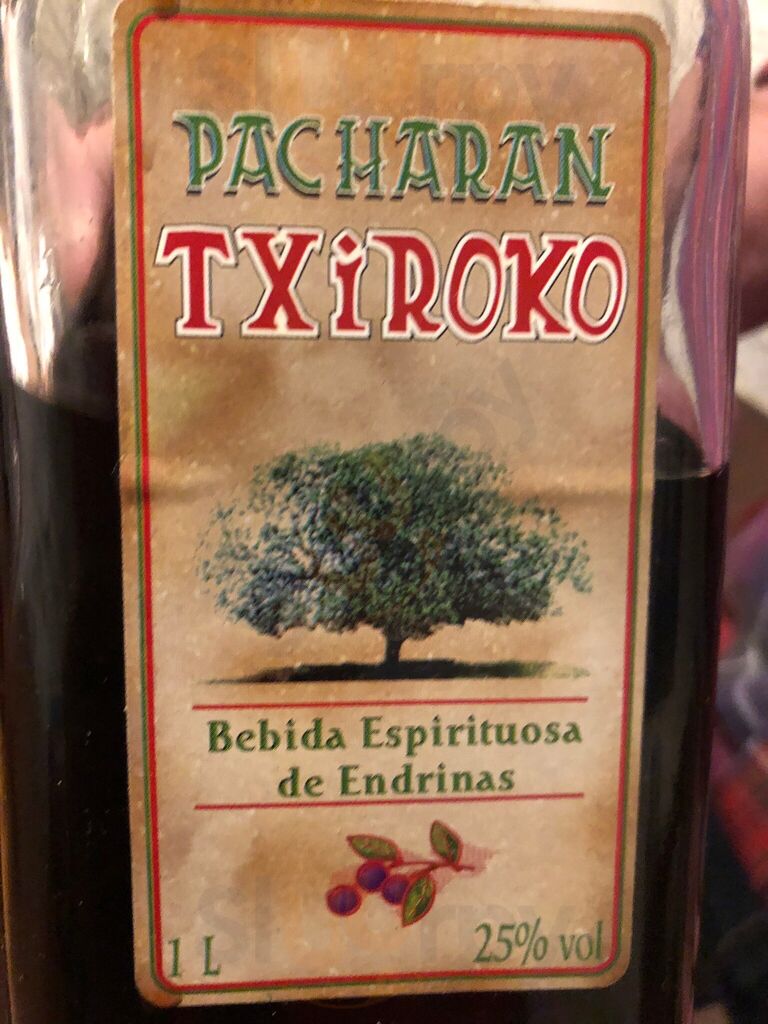 PACHARAN
TXiROKO
Bebida Espirituosa
de Endrinas
1 L
25% vol